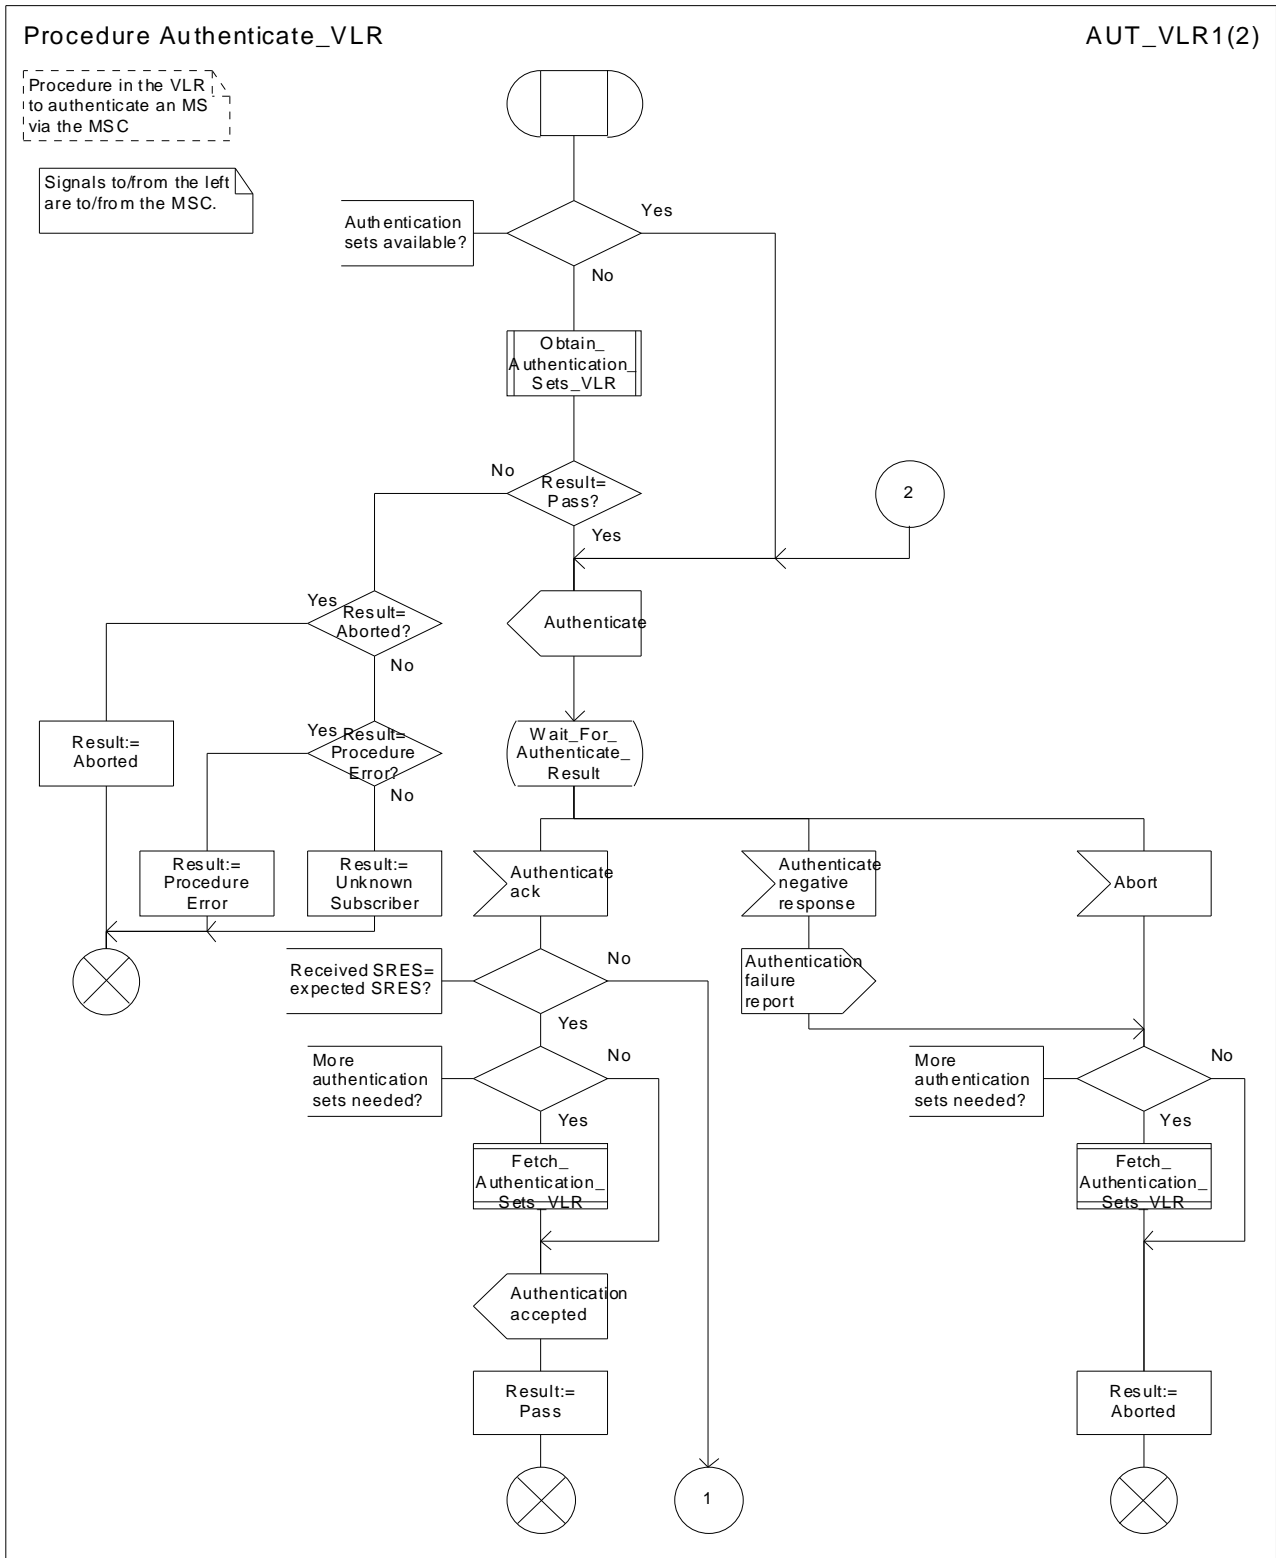 Procedure Authenticate_VLR
AUT_VLR1(2)
Procedure in the VLR
to authenticate an MS
via the MSC
Signals to/from the left
are to/from the MSC.
Authentication
sets available?
Yes
No
Obtain_
Authentication_
Sets_VLR
No
Result=
Pass?
Yes
2
Yes
Result=
Aborted?
No
Authenticate
Yes
Result=
Procedure
Error?
No
Result:=
Aborted
Wait_For_
Authenticate_
Result
Result:=
Procedure
Error
Result:=
Unknown
Subscriber
Authenticate
ack
Authenticate
negative
response
Abort
Received SRES=
expected SRES?
No
Yes
Authentication
failure
report
More
authentication
sets needed?
No
Yes
More
authentication
sets needed?
No
Yes
Fetch_
Authentication_
Sets_VLR
Fetch_
Authentication_
Sets_VLR
Authentication
accepted
Result:=
Pass
Result:=
Aborted
1